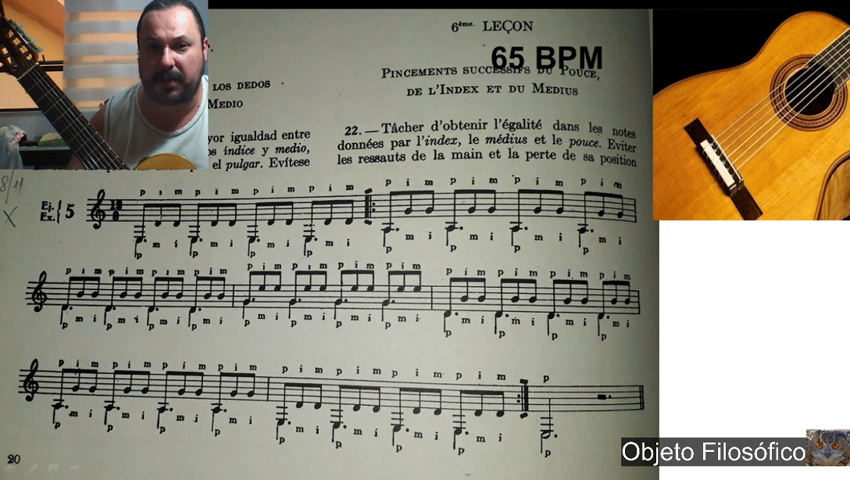 6ème. LEÇON
65 BPM
LOS DEDOS
MEDIO
PINCEMENTS SUCCESSIFS DU POUCE,
DE L'INDEX ET DU MEDIUS
yor igualdad entre
índice y medio,
el pulgar. Evítese
22. — Tâcher d'obtenir l'égalité dans les notes
données par l'index, le médius et le pouce. Eviter
les ressauts de la main et la perte de sa position
8/11
X
Ej. 5
Ex.
p i m p i m p i m p i m p i m p i m p i m p i m
p m i m i m i m i p m i p m i p m i p m i
p i m p i m p i m p i m p i m p i m p i m p i m p i m p i m p i m p i m
p m i p m i p m i p m i p m i p m i p m i p m i p m i p m i p m i p m i
p i m p i m p i m p i m p i m p i m p i m p i m p
p m i p m i p m i p m i p m i p m i p m i p m i p
20
Objeto Filosófico